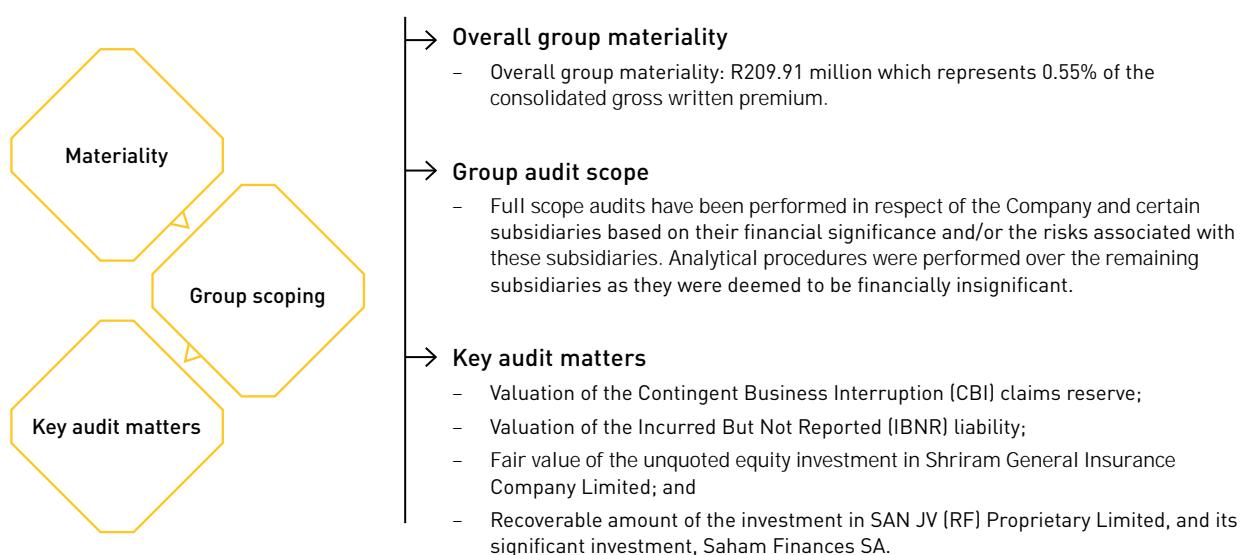 Materiality
Group scoping
Key audit matters
Overall group materiality
– Overall group materiality: R209.91 million which represents 0.55% of the
consolidated gross written premium.
Group audit scope
– Full scope audits have been performed in respect of the Company and certain
subsidiaries based on their financial significance and/or the risks associated with
these subsidiaries. Analytical procedures were performed over the remaining
subsidiaries as they were deemed to be financially insignificant.
Key audit matters
– Valuation of the Contingent Business Interruption (CBI) claims reserve;
– Valuation of the Incurred But Not Reported (IBNR) liability;
– Fair value of the unquoted equity investment in Shriram General Insurance
Company Limited; and
– Recoverable amount of the investment in SAN JV (RF) Proprietary Limited, and its
significant investment, Saham Finances SA.